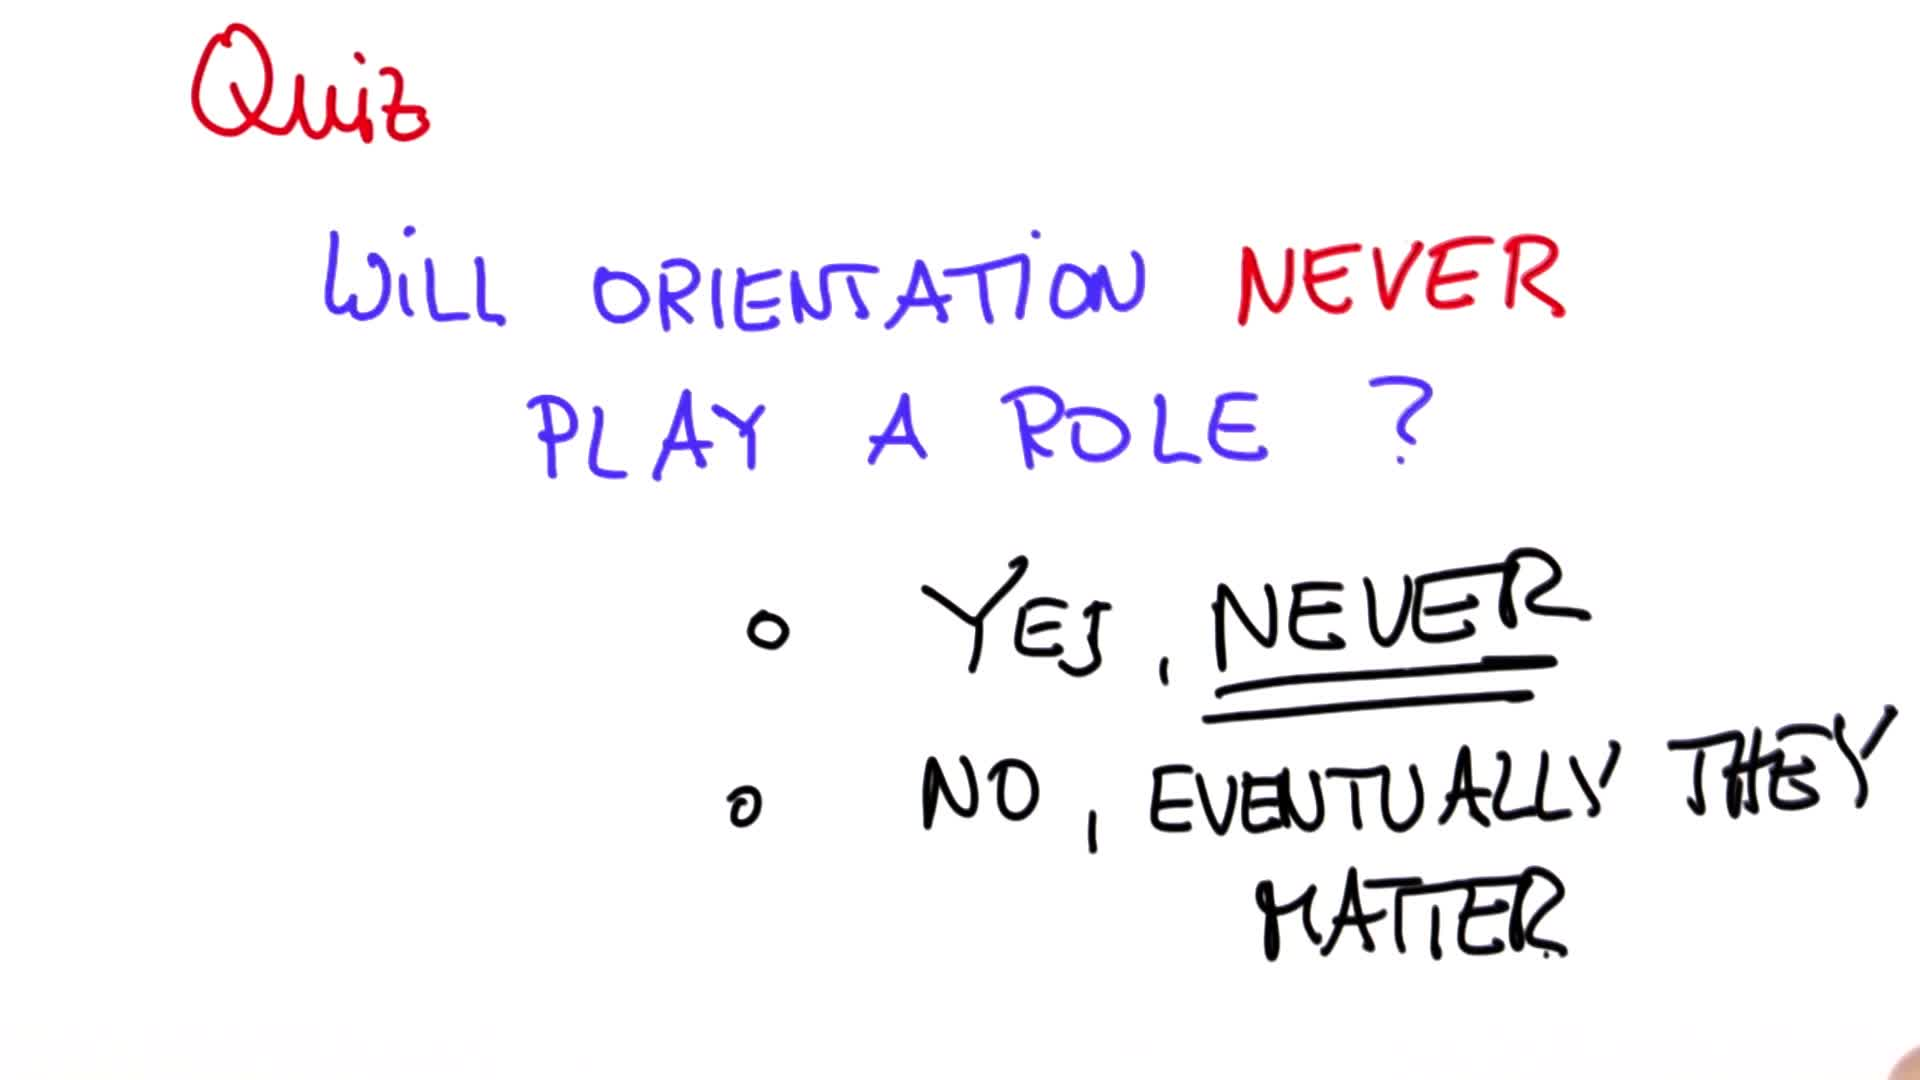 Quiz
WiLL ORIENTATiON NEVER
PLAY A ROLE ?
o YES, NEVER
o NO, EVENTUALLY THEY
MATTER